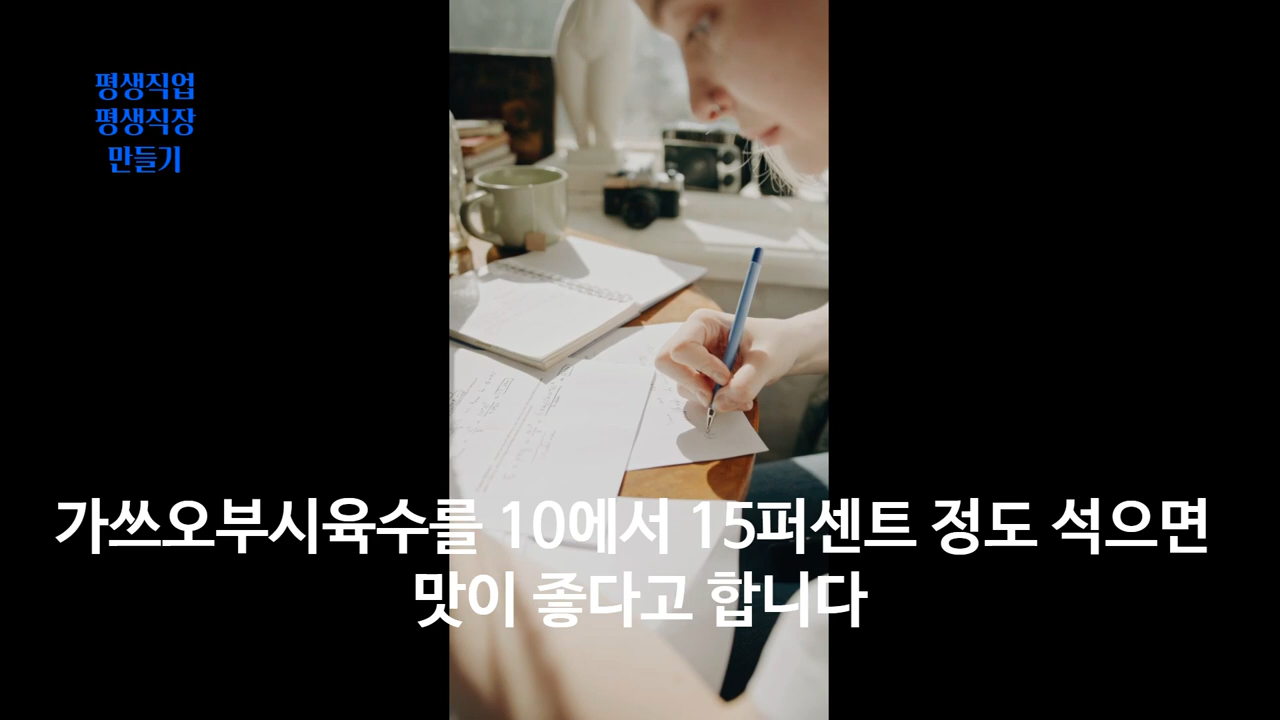 평생직업
평생직장
만들기
가쓰오부시육수를 10에서 15퍼센트 정도 석으면
맛이 좋다고 합니다